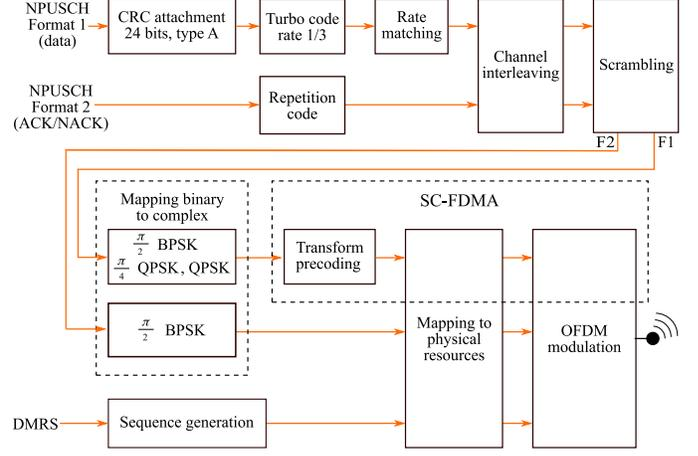 NPUSCH
Format 1
(data)
CRC attachment
24 bits, type A
Turbo code
rate 1/3
Rate
matching
Channel
interleaving
Scrambling
NPUSCH
Format 2
(ACK/NACK)
Repetition
code
F2
F1
Mapping binary
to complex
SC-FDMA
π/2 BPSK
π/4 QPSK, QPSK
Transform
precoding
π/2 BPSK
Mapping to
physical
resources
OFDM
modulation
DMRS
Sequence generation